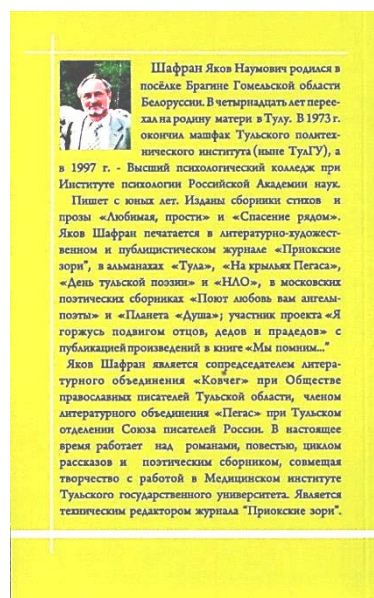 Шафран Яков Наумович родился в
посёлке Брагине Гомельской области
Белоруссии. В четырнадцать лет перее-
хал на родину матери в Тулу. В 1973 г.
окончил машфак Тульского политех-
нического института (ныне ТулГУ), а
в 1997 г. - Высший психологический колледж при
Институте психологии Российской Академии наук.
Пишет с юных лет. Изданы сборники стихов и
прозы «Любимая, прости» и «Спасение рядом».
Яков Шафран печатается в литературно-художест-
венном и публицистическом журнале «Приокские
зори", в альманахах «Тула», «На крыльях Пегаса»,
«День тульской поэзии» и «НЛО», в московских
поэтических сборниках «Поют любовь вам ангелы-
поэты» и «Планета «Душа»; участник проекта «Я
горжусь подвигом отцов, дедов и прадедов» с
публикацией произведений в книге «Мы помним..."
Яков Шафран является сопредседателем литера-
турного объединения «Ковчег» при Обществе
православных писателей Тульской области, членом
литературного объединения «Пегас» при Тульском
отделении Союза писателей России. В настоящее
время работает над романами, повестью, циклом
рассказов и поэтическим сборником, совмещая
творчество с работой в Медицинском институте
Тульского государственного университета. Является
техническим редактором журнала "Приокские зори".